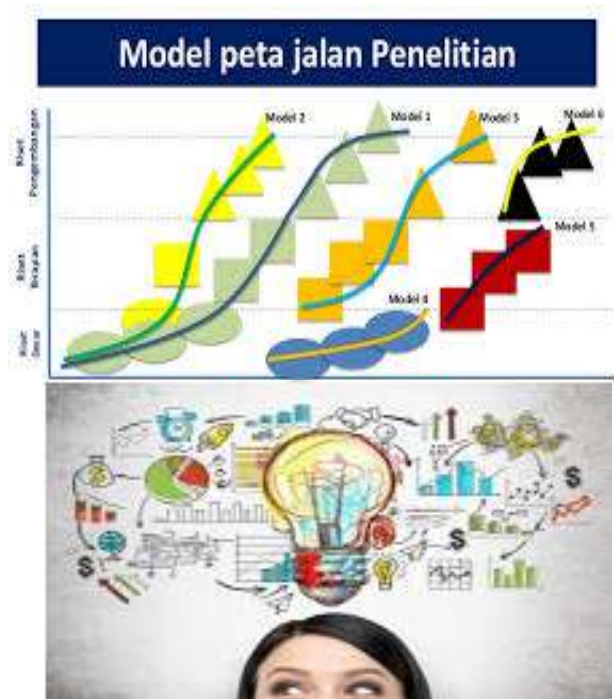 Model peta jalan Penelitian
Riset
Pengembangan
Model 2
Model 1
Model 3
Model 6
Riset
Terapan
Model 5
Model 4
Riset
Dasar
$
$
$